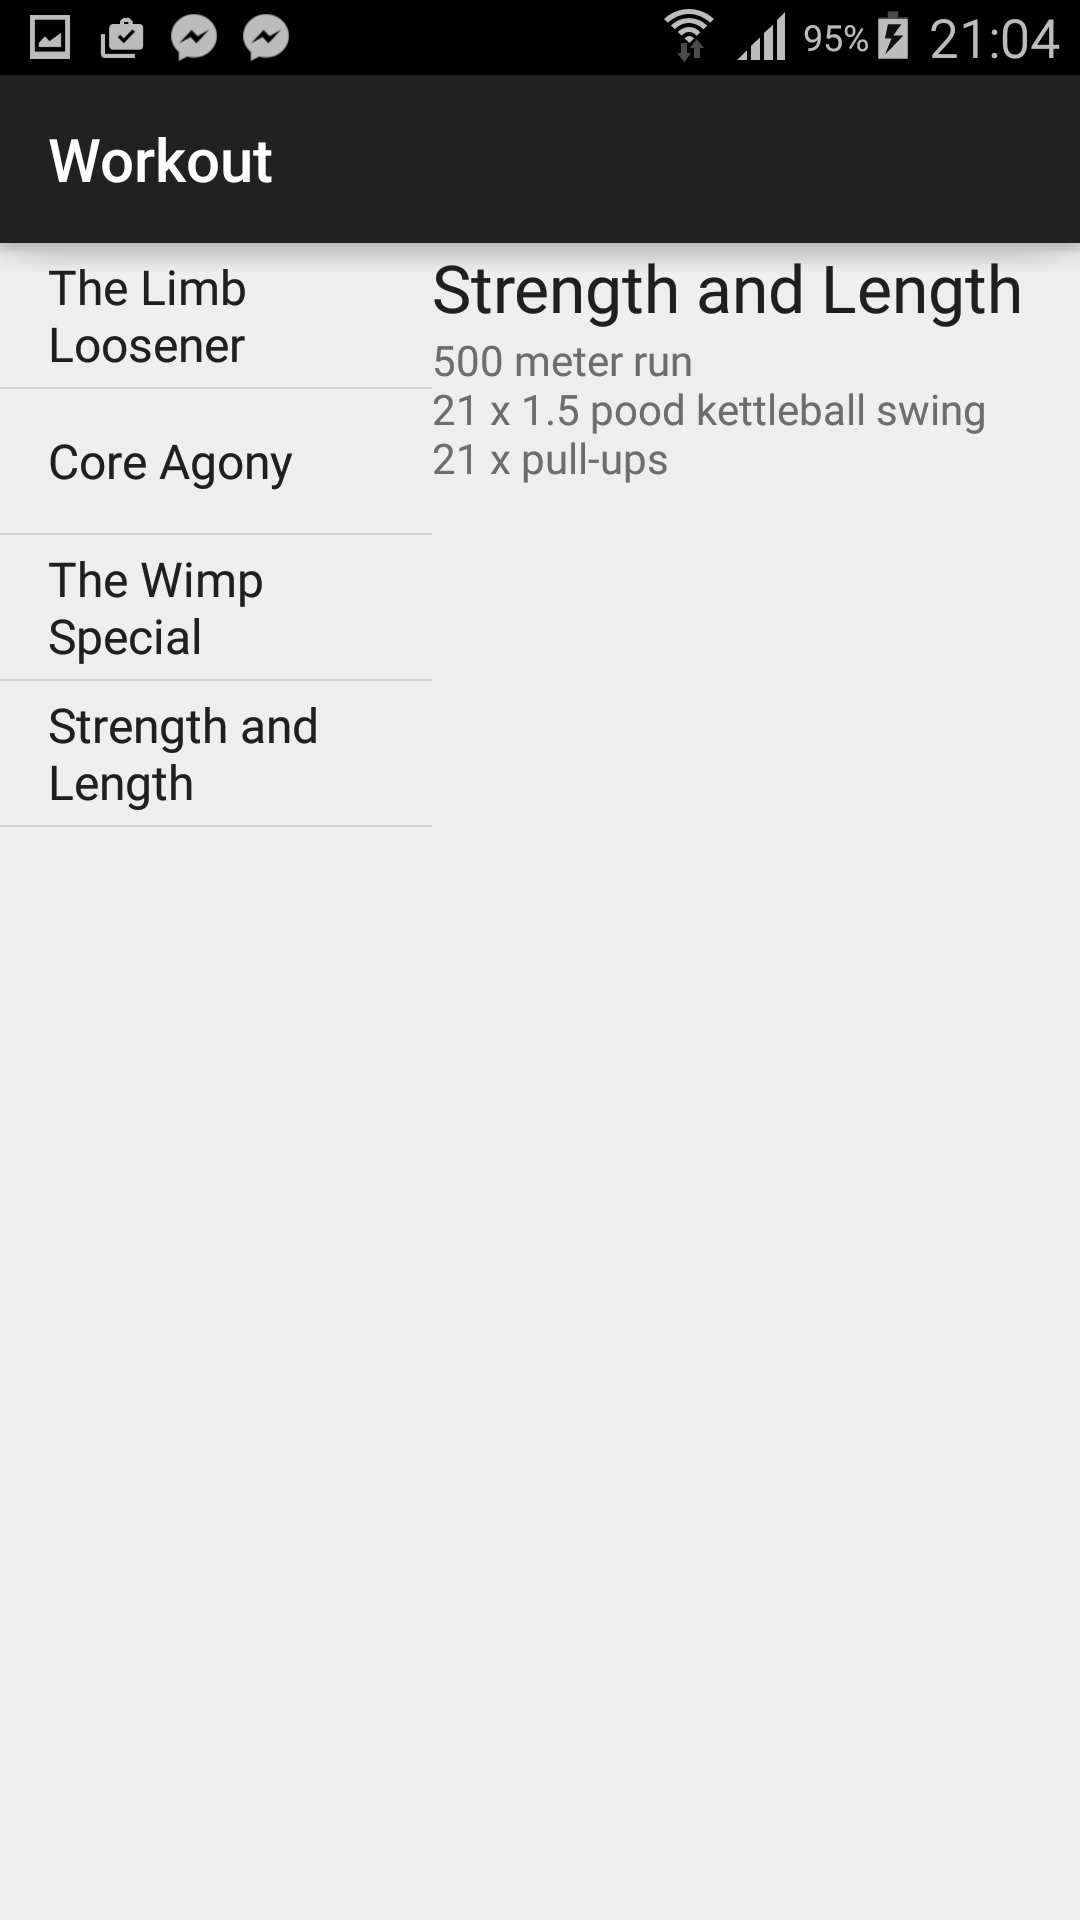 95% 21:04
Workout
The Limb
Loosener
Core Agony
The Wimp
Special
Strength and
Length
Strength and Length
500 meter run
21 x 1.5 pood kettleball swing
21 x pull-ups